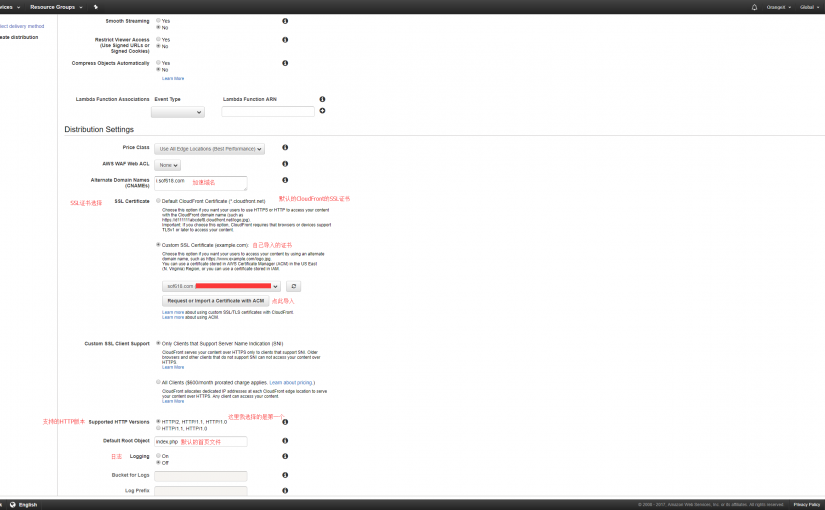 vices
Resource Groups
Global
lect delivery method
eate distribution
Smooth Streaming
Yes
No
Restrict Viewer Access
(Use Signed URLs or
Signed Cookies)
Yes
No
Compress Objects Automatically
Yes
No
Learn More
Lambda Function Associations
Event Type
Lambda Function ARN
Distribution Settings
Price Class
Use All Edge Locations (Best Performance)
AWS WAF Web ACL
None
Alternate Domain Names
(CNAMEs)
i.sof618.com
加速域名
SSL证书选择
SSL Certificate
Default CloudFront Certificate (*.cloudfront.net)
默认的CloudFront的SSL证书
Choose this option if you want your users to use HTTPS or HTTP to access your content
with the CloudFront domain name (such as
Important: If you choose this option, CloudFront requires that browsers or devices support
TLSv1 or later to access your content.
Custom SSL Certificate (example.com):
自己导入的证书
Choose this option if you want your users to access your content by using an alternate
domain name, such as https://www.example.com/logo.jpg.
You can use a certificate stored in AWS Certificate Manager (ACM) in the US East
(N. Virginia) Region, or you can use a certificate stored in IAM.
sof618.com
Request or Import a Certificate with ACM
点此导入
Learn more about using custom SSL/TLS certificates with CloudFront.
Learn more about using ACM.
Custom SSL Client Support
Only Clients that Support Server Name Indication (SNI)
CloudFront serves your content over HTTPS only to clients that support SNI. Older
browsers and other clients that do not support SNI can not access your content over
HTTPS.
Learn More
All Clients ($600/month prorated charge applies. Learn about pricing.)
CloudFront allocates dedicated IP addresses at each CloudFront edge location to serve
your content over HTTPS. Any client can access your content.
Learn More
这里我选择的是第一个
支持的HTTP版本
Supported HTTP Versions
HTTP/2, HTTP/1.1, HTTP/1.0
HTTP/1.1, HTTP/1.0
Default Root Object
index.php
默认的首页文件
日志
Logging
On
Off
Bucket for Logs
Log Prefix
English
© 2008 - 2017, Amazon Web Services, Inc. or its affiliates. All rights reserved.
Privacy Policy